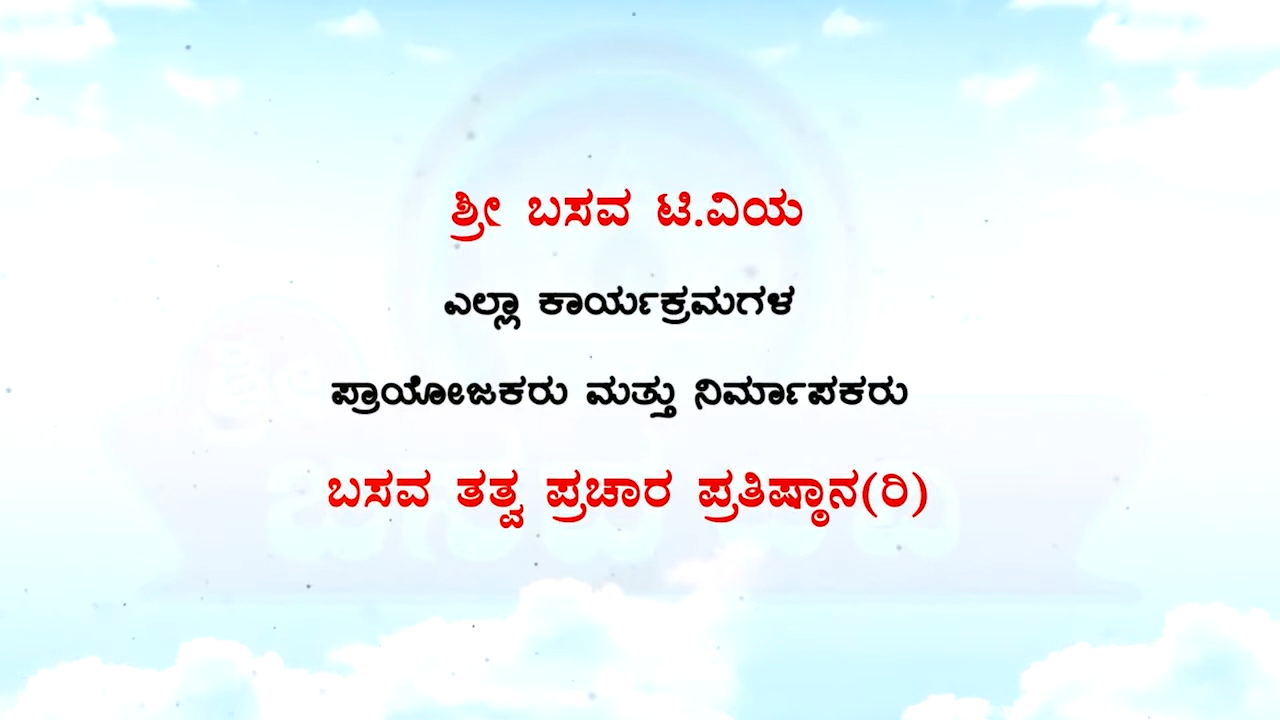 ಶ್ರೀ ಬಸವ ಟಿ.ವಿಯ
ಎಲ್ಲಾ ಕಾರ್ಯಕ್ರಮಗಳ
ಪ್ರಾಯೋಜಕರು ಮತ್ತು ನಿರ್ಮಾಪಕರು
ಬಸವ ತತ್ವ ಪ್ರಚಾರ ಪ್ರತಿಷ್ಠಾನ(ರಿ)